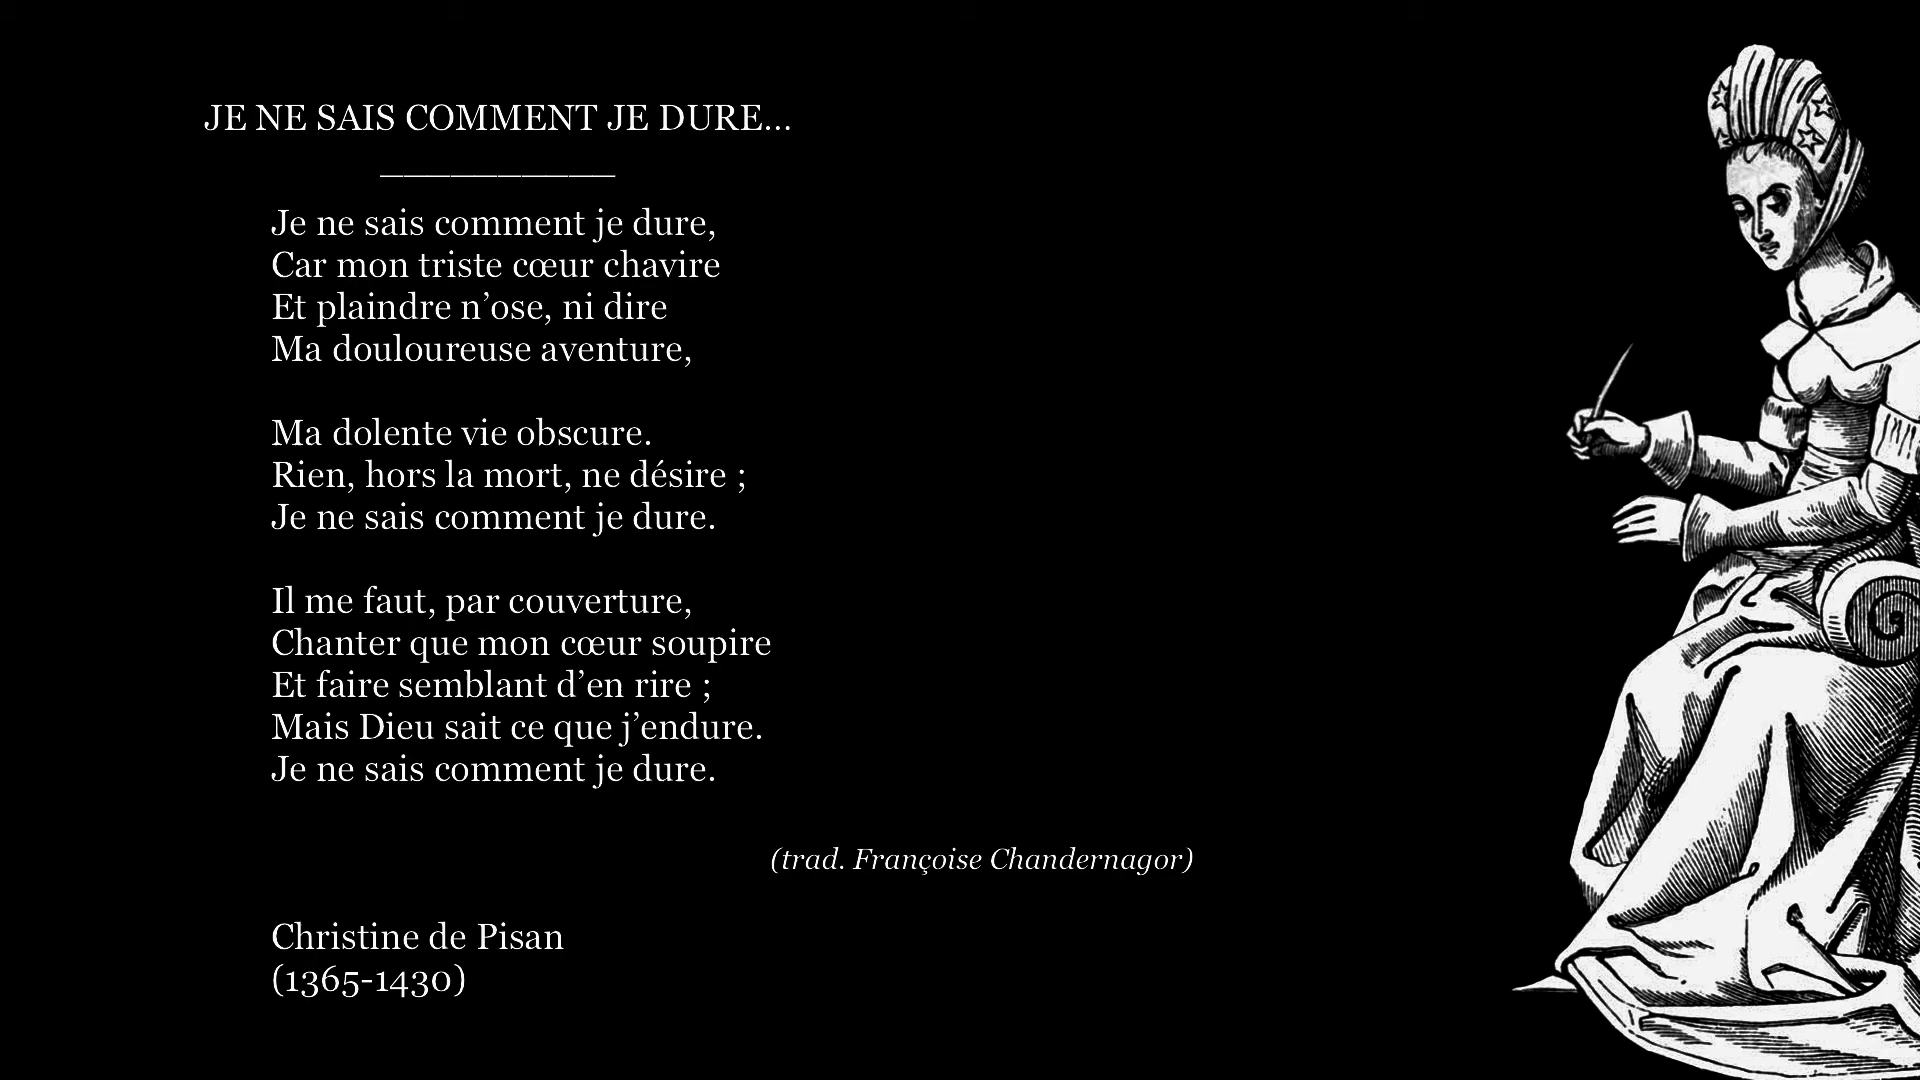 JE NE SAIS COMMENT JE DURE...
Je ne sais comment je dure,
Car mon triste cœur chavire
Et plaindre n’ose, ni dire
Ma douloureuse aventure,
Ma dolente vie obscure.
Rien, hors la mort, ne désire ;
Je ne sais comment je dure.
Il me faut, par couverture,
Chanter que mon cœur soupire
Et faire semblant d’en rire ;
Mais Dieu sait ce que j’endure.
Je ne sais comment je dure.
(trad. Françoise Chandernagor)
Christine de Pisan
(1365-1430)